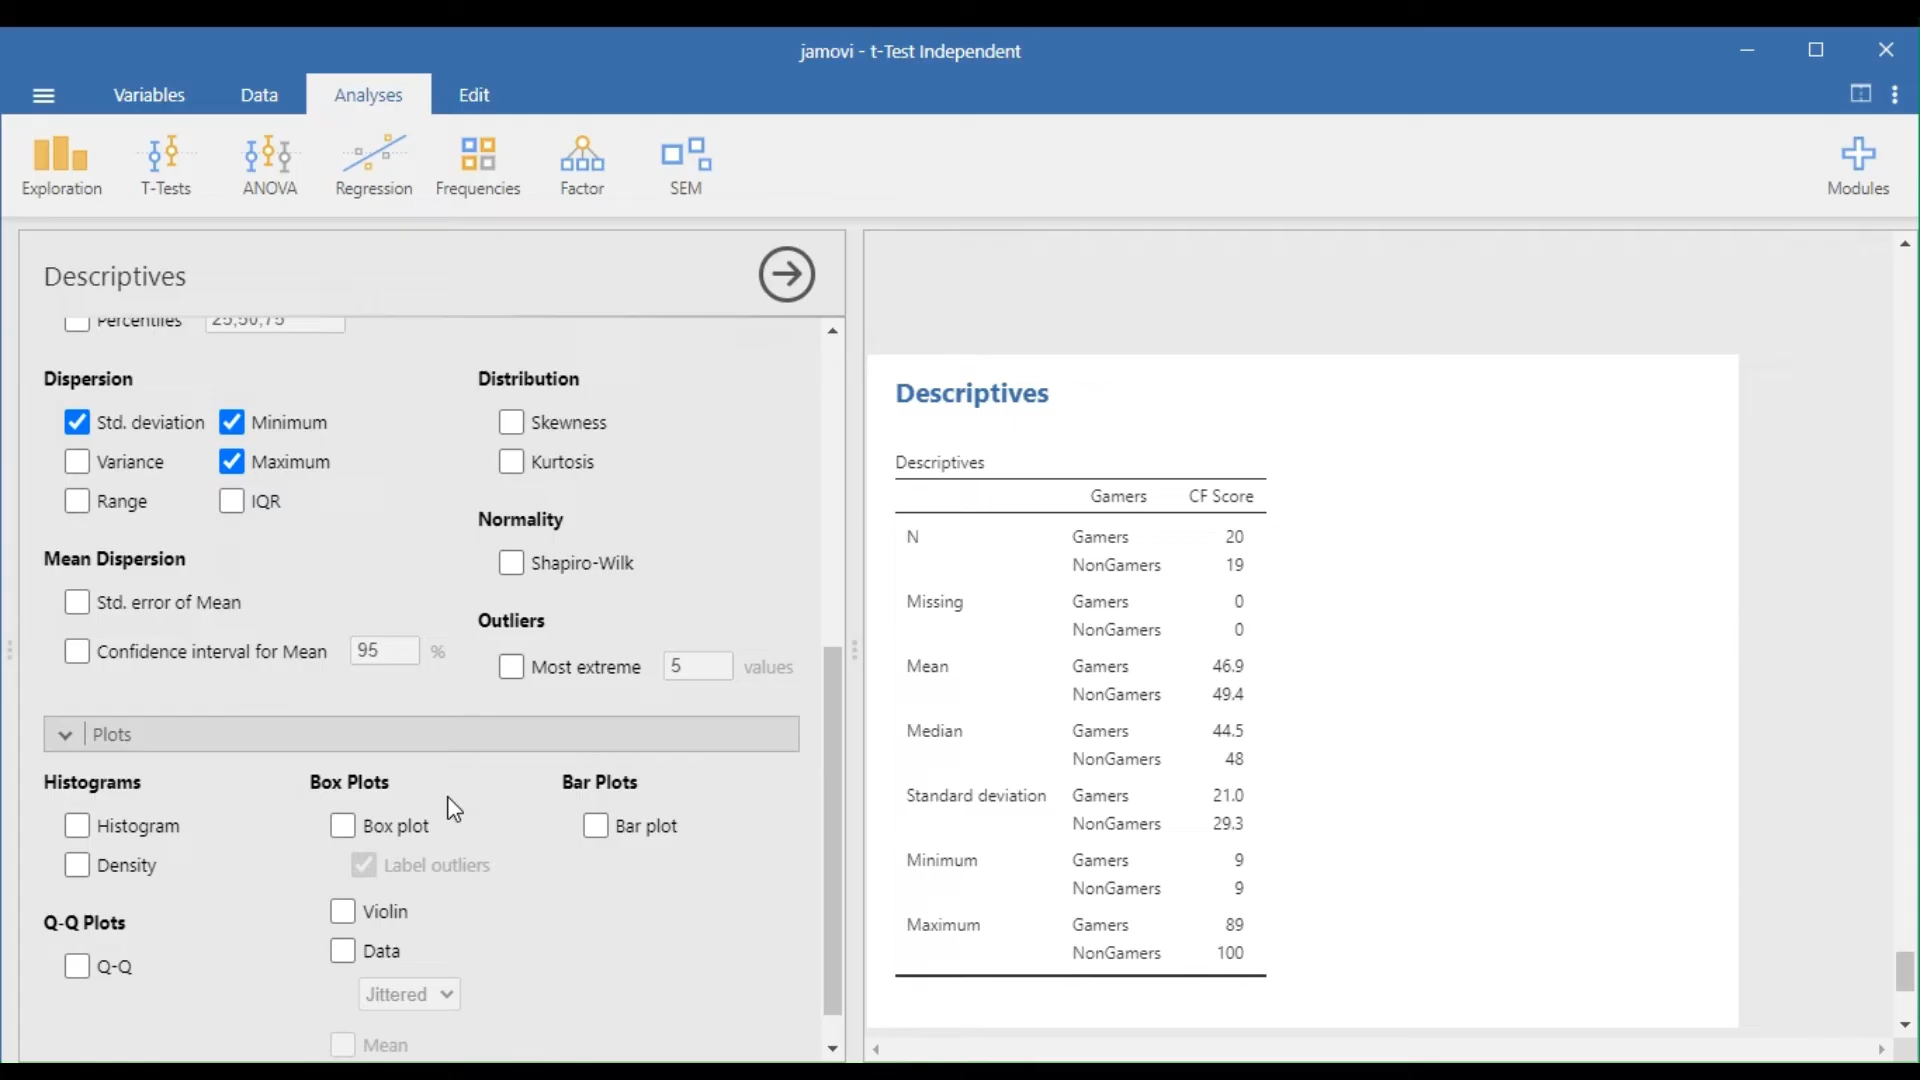 jamovi - t-Test Independent
Variables Data Analyses Edit
Exploration T-Tests ANOVA Regression Frequencies Factor SEM Modules
Descriptives
Percentiles 25,50,75
Dispersion Distribution
Std. deviation Minimum Skewness
Variance Maximum Kurtosis
Range IQR
Normality
Mean Dispersion
Shapiro-Wilk
Std. error of Mean
Outliers
Confidence interval for Mean 95 %
Most extreme 5 values
Plots
Histograms Box Plots Bar Plots
Histogram Box plot Bar plot
Density Label outliers
Q-Q Plots Violin
Q-Q Data
Jittered
Mean
Descriptives
Descriptives
Gamers CF Score
N Gamers 20
NonGamers 19
Missing Gamers 0
NonGamers 0
Mean Gamers 46.9
NonGamers 49.4
Median Gamers 44.5
NonGamers 48
Standard deviation Gamers 21.0
NonGamers 29.3
Minimum Gamers 9
NonGamers 9
Maximum Gamers 89
NonGamers 100